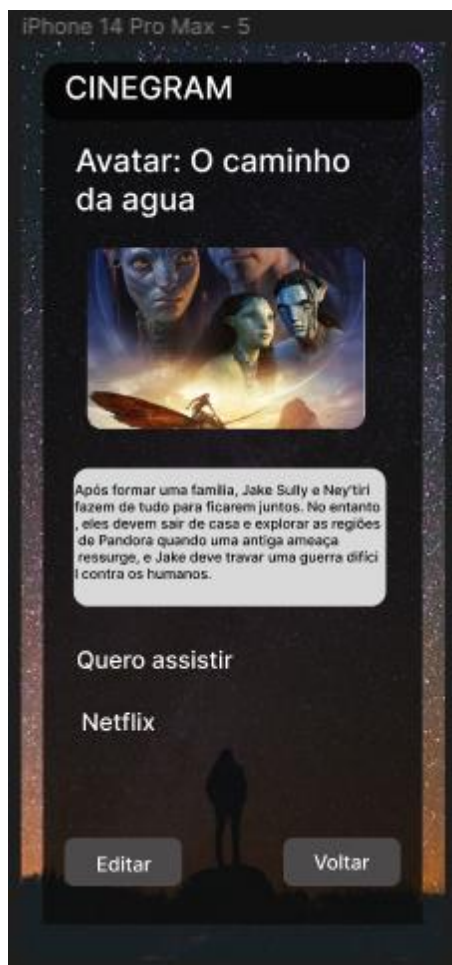 iPhone 14 Pro Max - 5
CINEGRAM
Avatar: O caminho
da agua
Após formar uma família, Jake Sully e Ney'tiri
fazem de tudo para ficarem juntos. No entanto
, eles devem sair de casa e explorar as regiões
de Pandora quando uma antiga ameaça
ressurge, e Jake deve travar uma guerra difíci
l contra os humanos.
Quero assistir
Netflix
Editar
Voltar